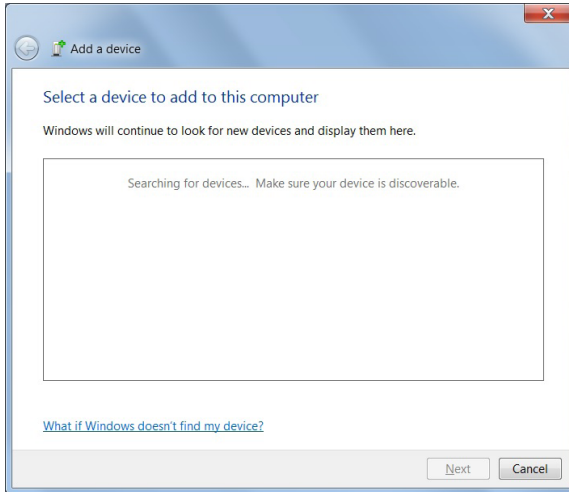 Add a device
Select a device to add to this computer
Windows will continue to look for new devices and display them here.
Searching for devices... Make sure your device is discoverable.
What if Windows doesn't find my device?
Next Cancel